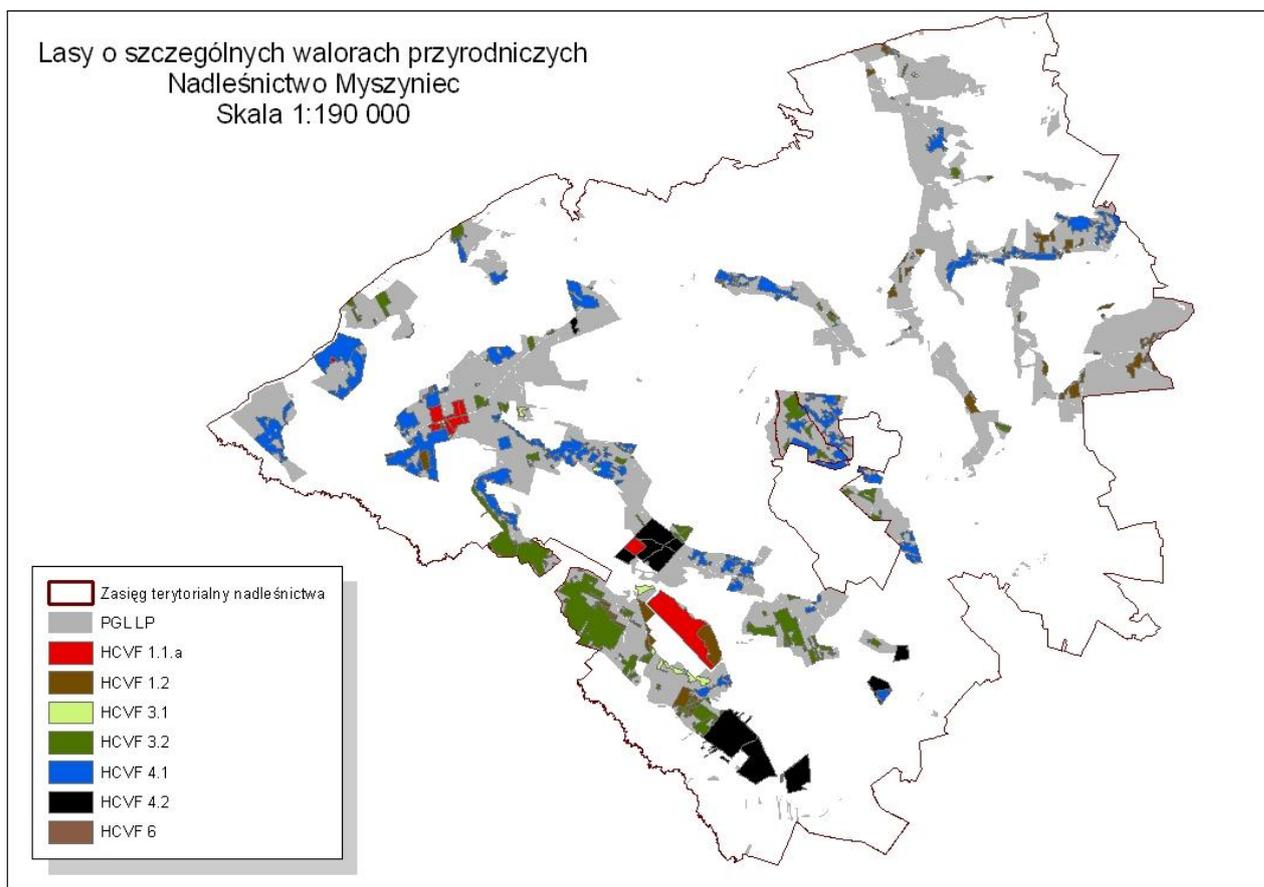 Lasy o szczególnych walorach przyrodniczych
Nadleśnictwo Myszyniec
Skala 1:190 000
Zasięg terytorialny nadleśnictwa
PGL LP
HCVF 1.1.a
HCVF 1.2
HCVF 3.1
HCVF 3.2
HCVF 4.1
HCVF 4.2
HCVF 6